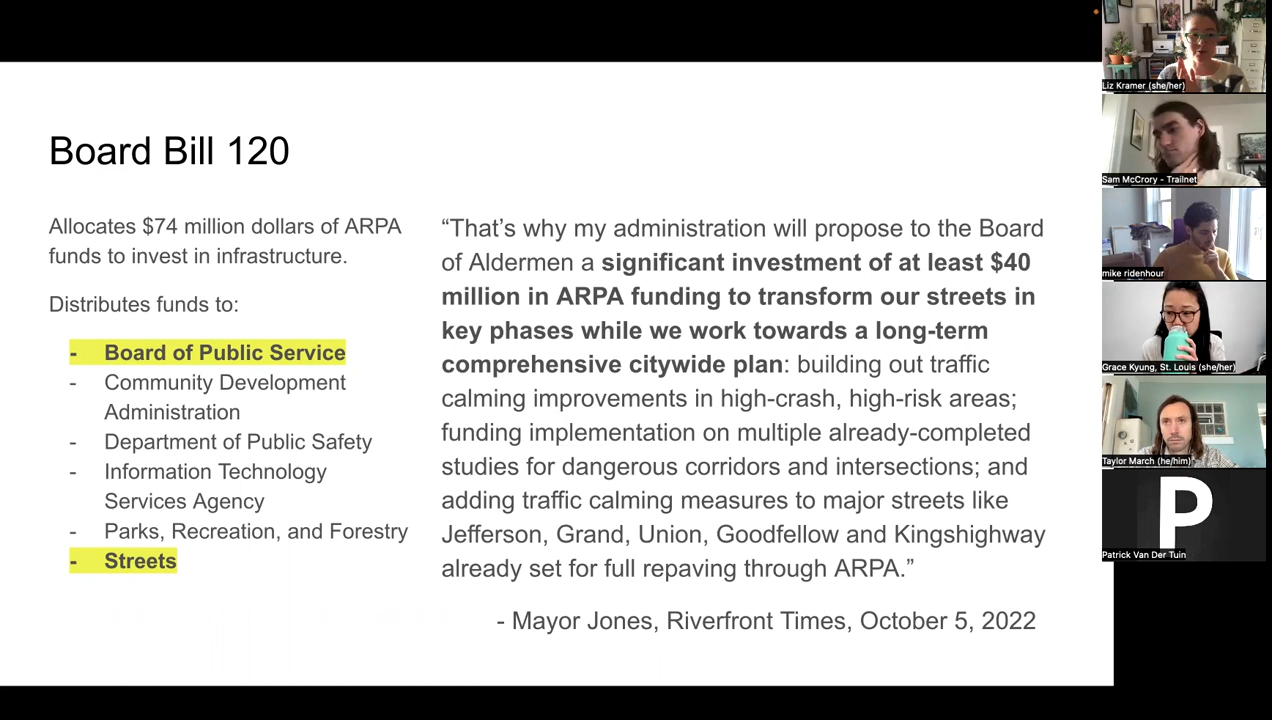 Board Bill 120
Allocates $74 million dollars of ARPA
funds to invest in infrastructure.
Distributes funds to:
- Board of Public Service
- Community Development
Administration
- Department of Public Safety
- Information Technology
Services Agency
- Parks, Recreation, and Forestry
- Streets
“That’s why my administration will propose to the Board
of Aldermen a significant investment of at least $40
million in ARPA funding to transform our streets in
key phases while we work towards a long-term
comprehensive citywide plan: building out traffic
calming improvements in high-crash, high-risk areas;
funding implementation on multiple already-completed
studies for dangerous corridors and intersections; and
adding traffic calming measures to major streets like
Jefferson, Grand, Union, Goodfellow and Kingshighway
already set for full repaving through ARPA.”
- Mayor Jones, Riverfront Times, October 5, 2022
Liz Kramer (she/her)
Sam McCrory - Trailnet
mike ridenhour
Grace Kyung, St. Louis (she/her)
Taylor March (he/him)
P
Patrick Van Der Tuin